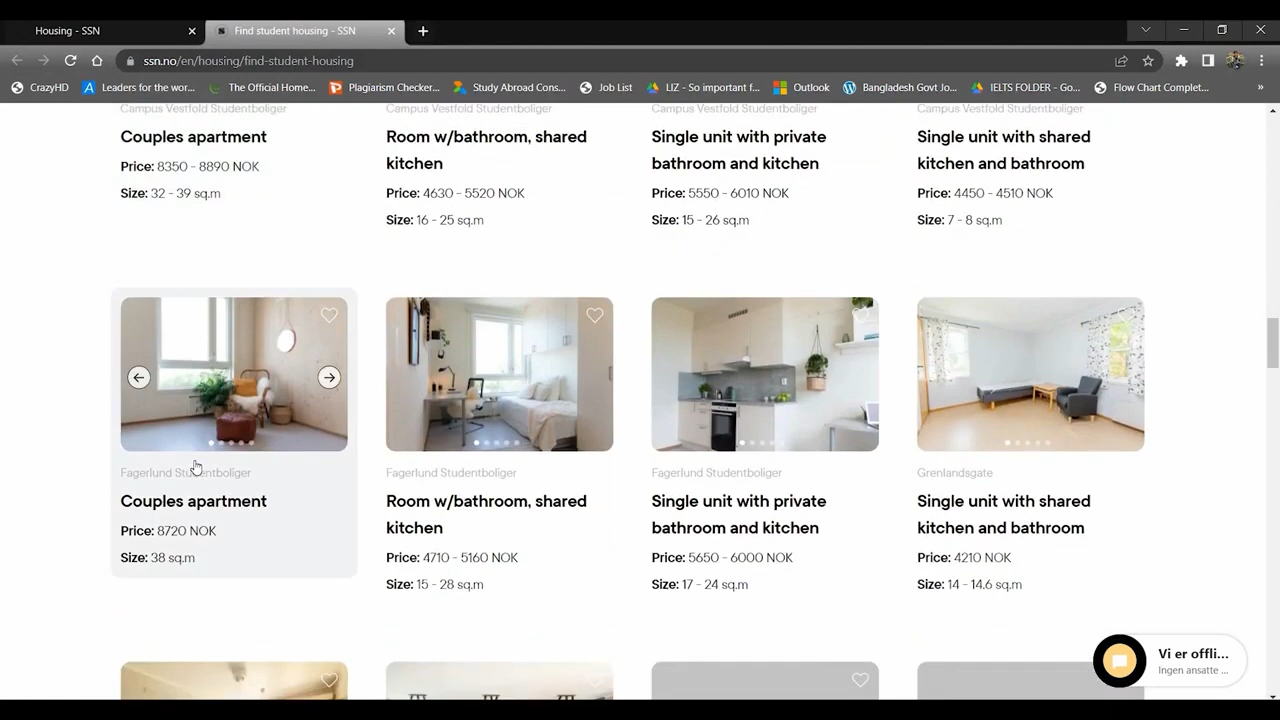 Housing - SSN
Find student housing - SSN
ssn.no/en/housing/find-student-housing
CrazyHD
Leaders for the wor...
The Official Home...
Plagiarism Checker...
Study Abroad Cons...
Job List
LIZ - So important f...
Outlook
Bangladesh Govt Jo...
IELTS FOLDER - Go...
Flow Chart Complet...
Campus Vestfold Studentboliger
Couples apartment
Price: 8350 - 8890 NOK
Size: 32 - 39 sq.m
Campus Vestfold Studentboliger
Room w/bathroom, shared
kitchen
Price: 4630 - 5520 NOK
Size: 16 - 25 sq.m
Campus Vestfold Studentboliger
Single unit with private
bathroom and kitchen
Price: 5550 - 6010 NOK
Size: 15 - 26 sq.m
Campus Vestfold Studentboliger
Single unit with shared
kitchen and bathroom
Price: 4450 - 4510 NOK
Size: 7 - 8 sq.m
Fagerlund Studentboliger
Couples apartment
Price: 8720 NOK
Size: 38 sq.m
Fagerlund Studentboliger
Room w/bathroom, shared
kitchen
Price: 4710 - 5160 NOK
Size: 15 - 28 sq.m
Fagerlund Studentboliger
Single unit with private
bathroom and kitchen
Price: 5650 - 6000 NOK
Size: 17 - 24 sq.m
Grenlandsgate
Single unit with shared
kitchen and bathroom
Price: 4210 NOK
Size: 14 - 14.6 sq.m
Vi er offli...
Ingen ansatte ...